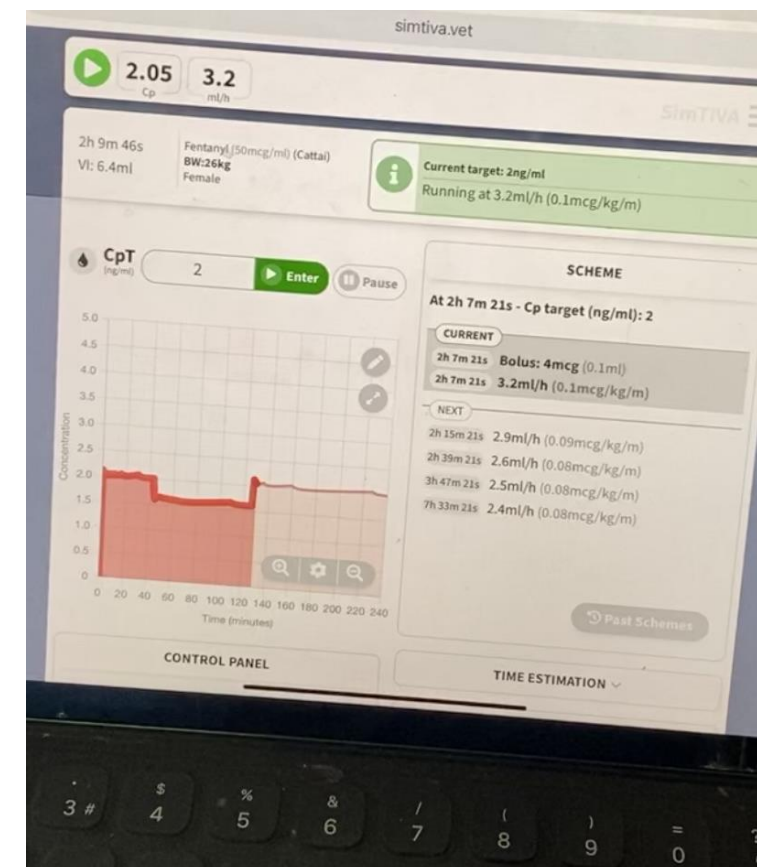 simtiva.vet
2.05
Cp
3.2
ml/h
SimTIVA
2h 9m 46s
VI: 6.4ml
Fentanyl (50mcg/ml) (Cattai)
BW:26kg
Female
i
Current target: 2ng/ml
Running at 3.2ml/h (0.1mcg/kg/m)
CpT
(ng/ml)
2
Enter
Pause
SCHEME
At 2h 7m 21s - Cp target (ng/ml): 2
CURRENT
2h 7m 21s Bolus: 4mcg (0.1ml)
2h 7m 21s 3.2ml/h (0.1mcg/kg/m)
NEXT
2h 15m 21s 2.9ml/h (0.09mcg/kg/m)
2h 39m 21s 2.6ml/h (0.08mcg/kg/m)
3h 47m 21s 2.5ml/h (0.08mcg/kg/m)
7h 33m 21s 2.4ml/h (0.08mcg/kg/m)
Past Schemes
5.0
4.5
4.0
3.5
3.0
2.5
2.0
1.5
1.0
0.5
0
Concentration
0 20 40 60 80 100 120 140 160 180 200 220 240
Time (minutes)
CONTROL PANEL
TIME ESTIMATION
3 #
$ 4
% 5
& 6
/ 7
( 8
) 9
= 0